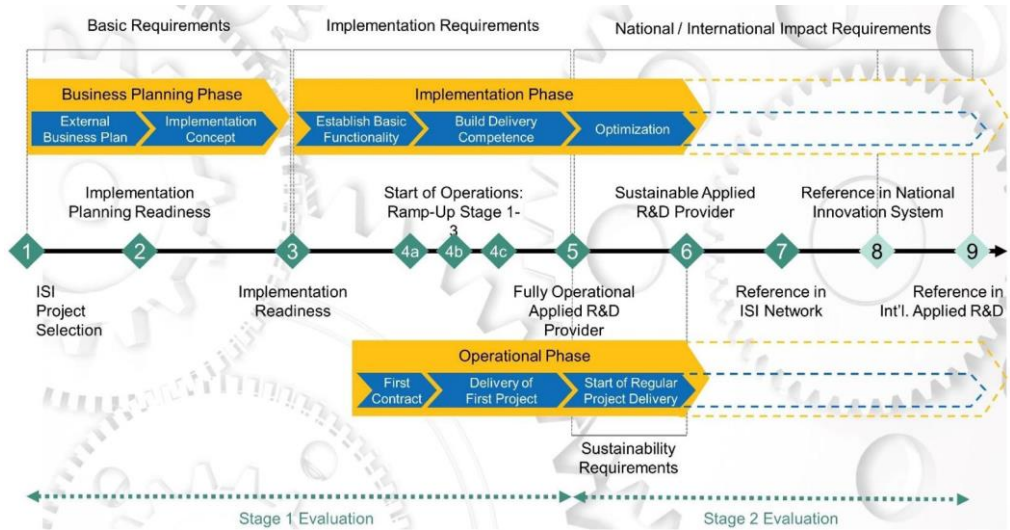 Basic Requirements
Implementation Requirements
National / International Impact Requirements
Business Planning Phase
External
Business Plan
Implementation
Concept
Implementation Phase
Establish Basic
Functionality
Build Delivery
Competence
Optimization
Implementation
Planning Readiness
Start of Operations:
Ramp-Up Stage 1-
3
Sustainable Applied
R&D Provider
Reference in National
Innovation System
1
2
3
4a
4b
4c
5
6
7
8
9
ISI
Project
Selection
Implementation
Readiness
Fully Operational
Applied R&D
Provider
Reference in
ISI Network
Reference in
Int'l. Applied R&D
Operational Phase
First
Contract
Delivery of
First Project
Start of Regular
Project Delivery
Sustainability
Requirements
Stage 1 Evaluation
Stage 2 Evaluation